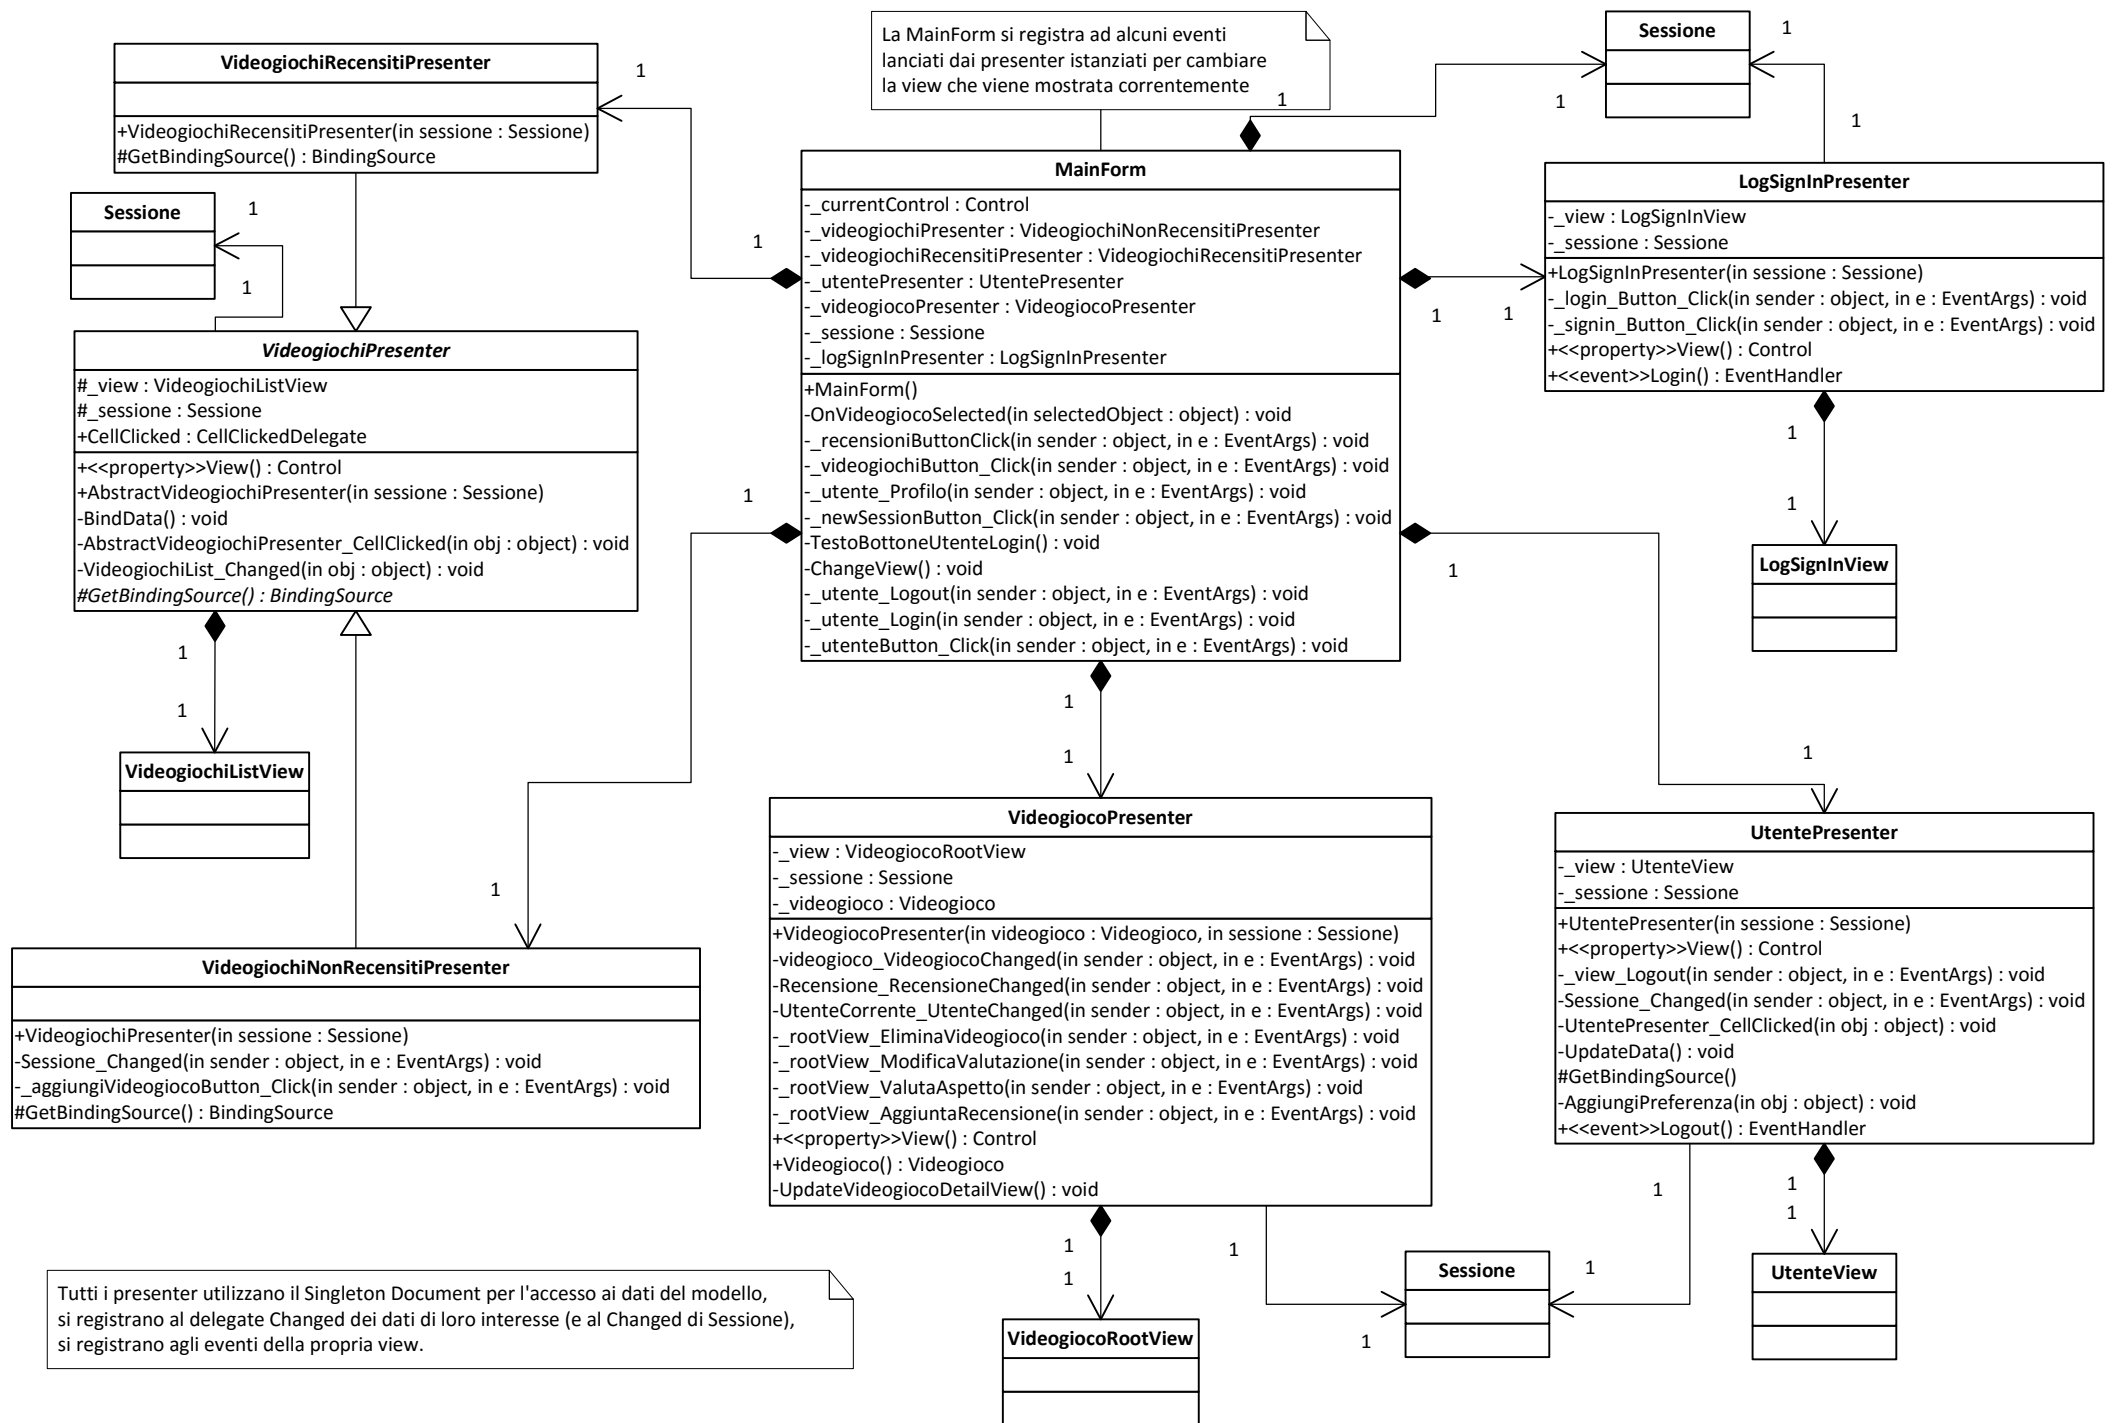 La MainForm si registra ad alcuni eventi
lanciati dai presenter istanziati per cambiare
la view che viene mostrata correntemente
1
Sessione
1
1
1
VideogiochiRecensitiPresenter
+VideogiochiRecensitiPresenter(in sessione : Sessione)
#GetBindingSource() : BindingSource
1
1
Sessione
1
1
VideogiochiPresenter
#_view : VideogiochiListView
#_sessione : Sessione
+CellClicked : CellClickedDelegate
+<<property>>View() : Control
+AbstractVideogiochiPresenter(in sessione : Sessione)
-BindData() : void
-AbstractVideogiochiPresenter_CellClicked(in obj : object) : void
-VideogiochiList_Changed(in obj : object) : void
#GetBindingSource() : BindingSource
1
1
VideogiochiListView
MainForm
-_currentControl : Control
-_videogiochiPresenter : VideogiochiNonRecensitiPresenter
-_videogiochiRecensitiPresenter : VideogiochiRecensitiPresenter
-_utentePresenter : UtentePresenter
-_videogiocoPresenter : VideogiocoPresenter
-_sessione : Sessione
-_logSignInPresenter : LogSignInPresenter
+MainForm()
-OnVideogiocoSelected(in selectedObject : object) : void
-_recensioniButtonClick(in sender : object, in e : EventArgs) : void
-_videogiochiButton_Click(in sender : object, in e : EventArgs) : void
-_utente_Profilo(in sender : object, in e : EventArgs) : void
-_newSessionButton_Click(in sender : object, in e : EventArgs) : void
-TestoBottoneUtenteLogin() : void
-ChangeView() : void
-_utente_Logout(in sender : object, in e : EventArgs) : void
-_utente_Login(in sender : object, in e : EventArgs) : void
-_utenteButton_Click(in sender : object, in e : EventArgs) : void
1
1
LogSignInPresenter
-_view : LogSignInView
-_sessione : Sessione
+LogSignInPresenter(in sessione : Sessione)
-_login_Button_Click(in sender : object, in e : EventArgs) : void
-_signin_Button_Click(in sender : object, in e : EventArgs) : void
+<<property>>View() : Control
+<<event>>Login() : EventHandler
1
1
LogSignInView
1
1
1
1
1
1
VideogiochiNonRecensitiPresenter
+VideogiochiPresenter(in sessione : Sessione)
-Sessione_Changed(in sender : object, in e : EventArgs) : void
-_aggiungiVideogiocoButton_Click(in sender : object, in e : EventArgs) : void
#GetBindingSource() : BindingSource
VideogiocoPresenter
-_view : VideogiocoRootView
-_sessione : Sessione
-_videogioco : Videogioco
+VideogiocoPresenter(in videogioco : Videogioco, in sessione : Sessione)
-videogioco_VideogiocoChanged(in sender : object, in e : EventArgs) : void
-Recensione_RecensioneChanged(in sender : object, in e : EventArgs) : void
-UtenteCorrente_UtenteChanged(in sender : object, in e : EventArgs) : void
-_rootView_EliminaVideogioco(in sender : object, in e : EventArgs) : void
-_rootView_ModificaValutazione(in sender : object, in e : EventArgs) : void
-_rootView_ValutaAspetto(in sender : object, in e : EventArgs) : void
-_rootView_AggiuntaRecensione(in sender : object, in e : EventArgs) : void
+<<property>>View() : Control
+Videogioco() : Videogioco
-UpdateVideogiocoDetailView() : void
UtentePresenter
-_view : UtenteView
-_sessione : Sessione
+UtentePresenter(in sessione : Sessione)
+<<property>>View() : Control
-_view_Logout(in sender : object, in e : EventArgs) : void
-Sessione_Changed(in sender : object, in e : EventArgs) : void
-UtentePresenter_CellClicked(in obj : object) : void
-UpdateData() : void
#GetBindingSource()
-AggiungiPreferenza(in obj : object) : void
+<<event>>Logout() : EventHandler
1
1
1
1
1
1
1
1
VideogiocoRootView
Sessione
UtenteView
Tutti i presenter utilizzano il Singleton Document per l'accesso ai dati del modello,
si registrano al delegate Changed dei dati di loro interesse (e al Changed di Sessione),
si registrano agli eventi della propria view.